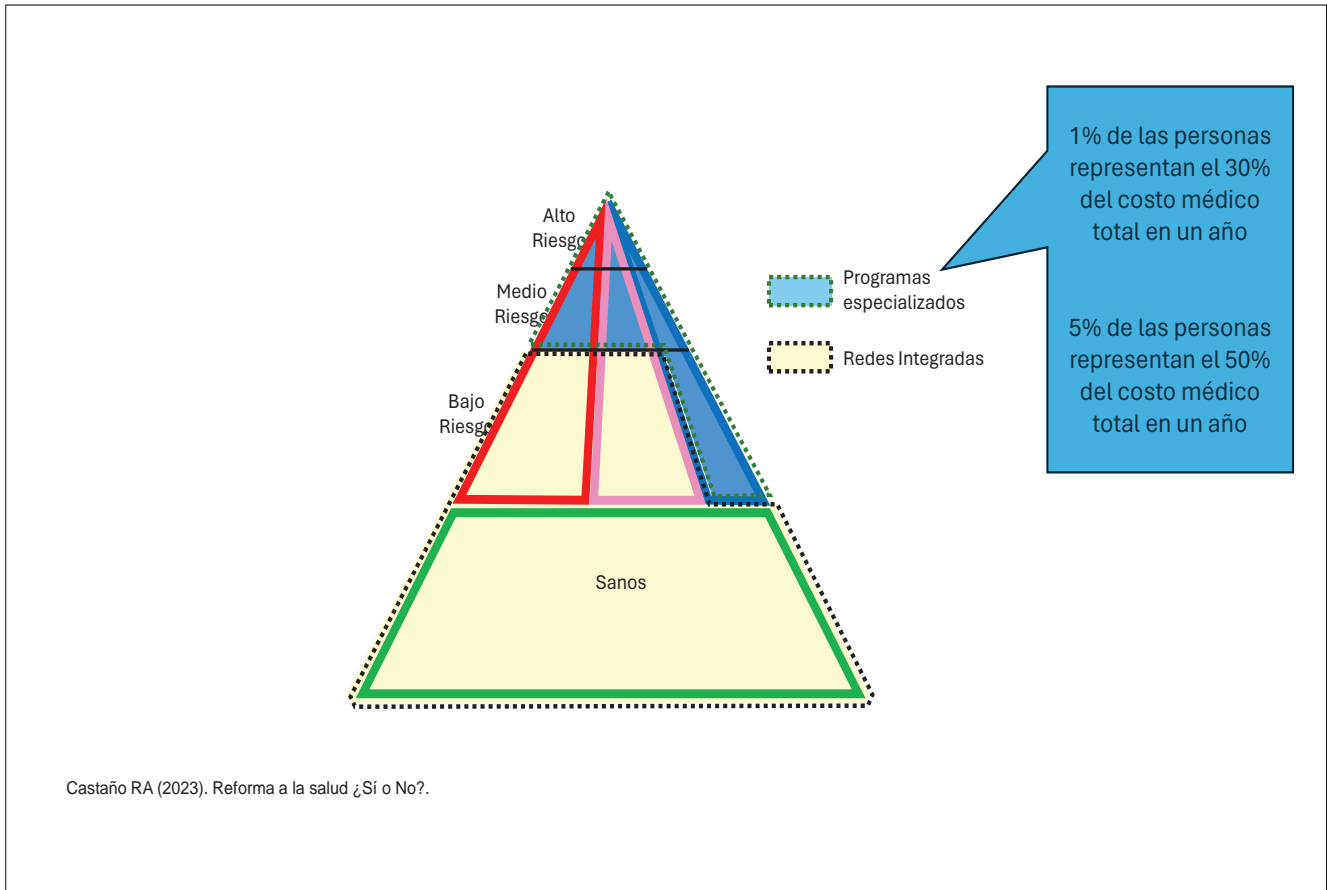 1% de las personas
representan el 30%
del costo médico
total en un año
5% de las personas
representan el 50%
del costo médico
total en un año
Alto
Riesgo
Medio
Riesgo
Bajo
Riesgo
Programas
especializados
Redes Integradas
Sanos
Castaño RA (2023). Reforma a la salud ¿Sí o No?.